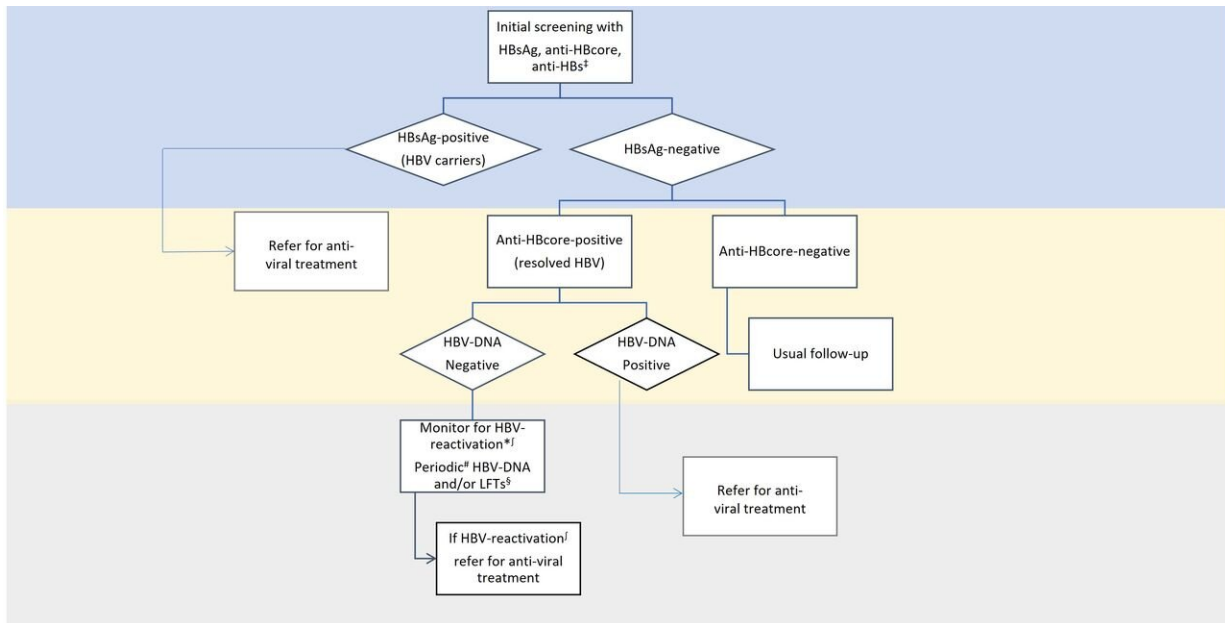 Initial screening with
HBsAg, anti-HBcore,
anti-HBs‡
HBsAg-positive
(HBV carriers)
HBsAg-negative
Refer for anti-
viral treatment
Anti-HBcore-positive
(resolved HBV)
Anti-HBcore-negative
HBV-DNA
Negative
HBV-DNA
Positive
Usual follow-up
Monitor for HBV-
reactivation*ʃ
Periodic# HBV-DNA
and/or LFTs§
Refer for anti-
viral treatment
If HBV-reactivationʃ
refer for anti-viral
treatment